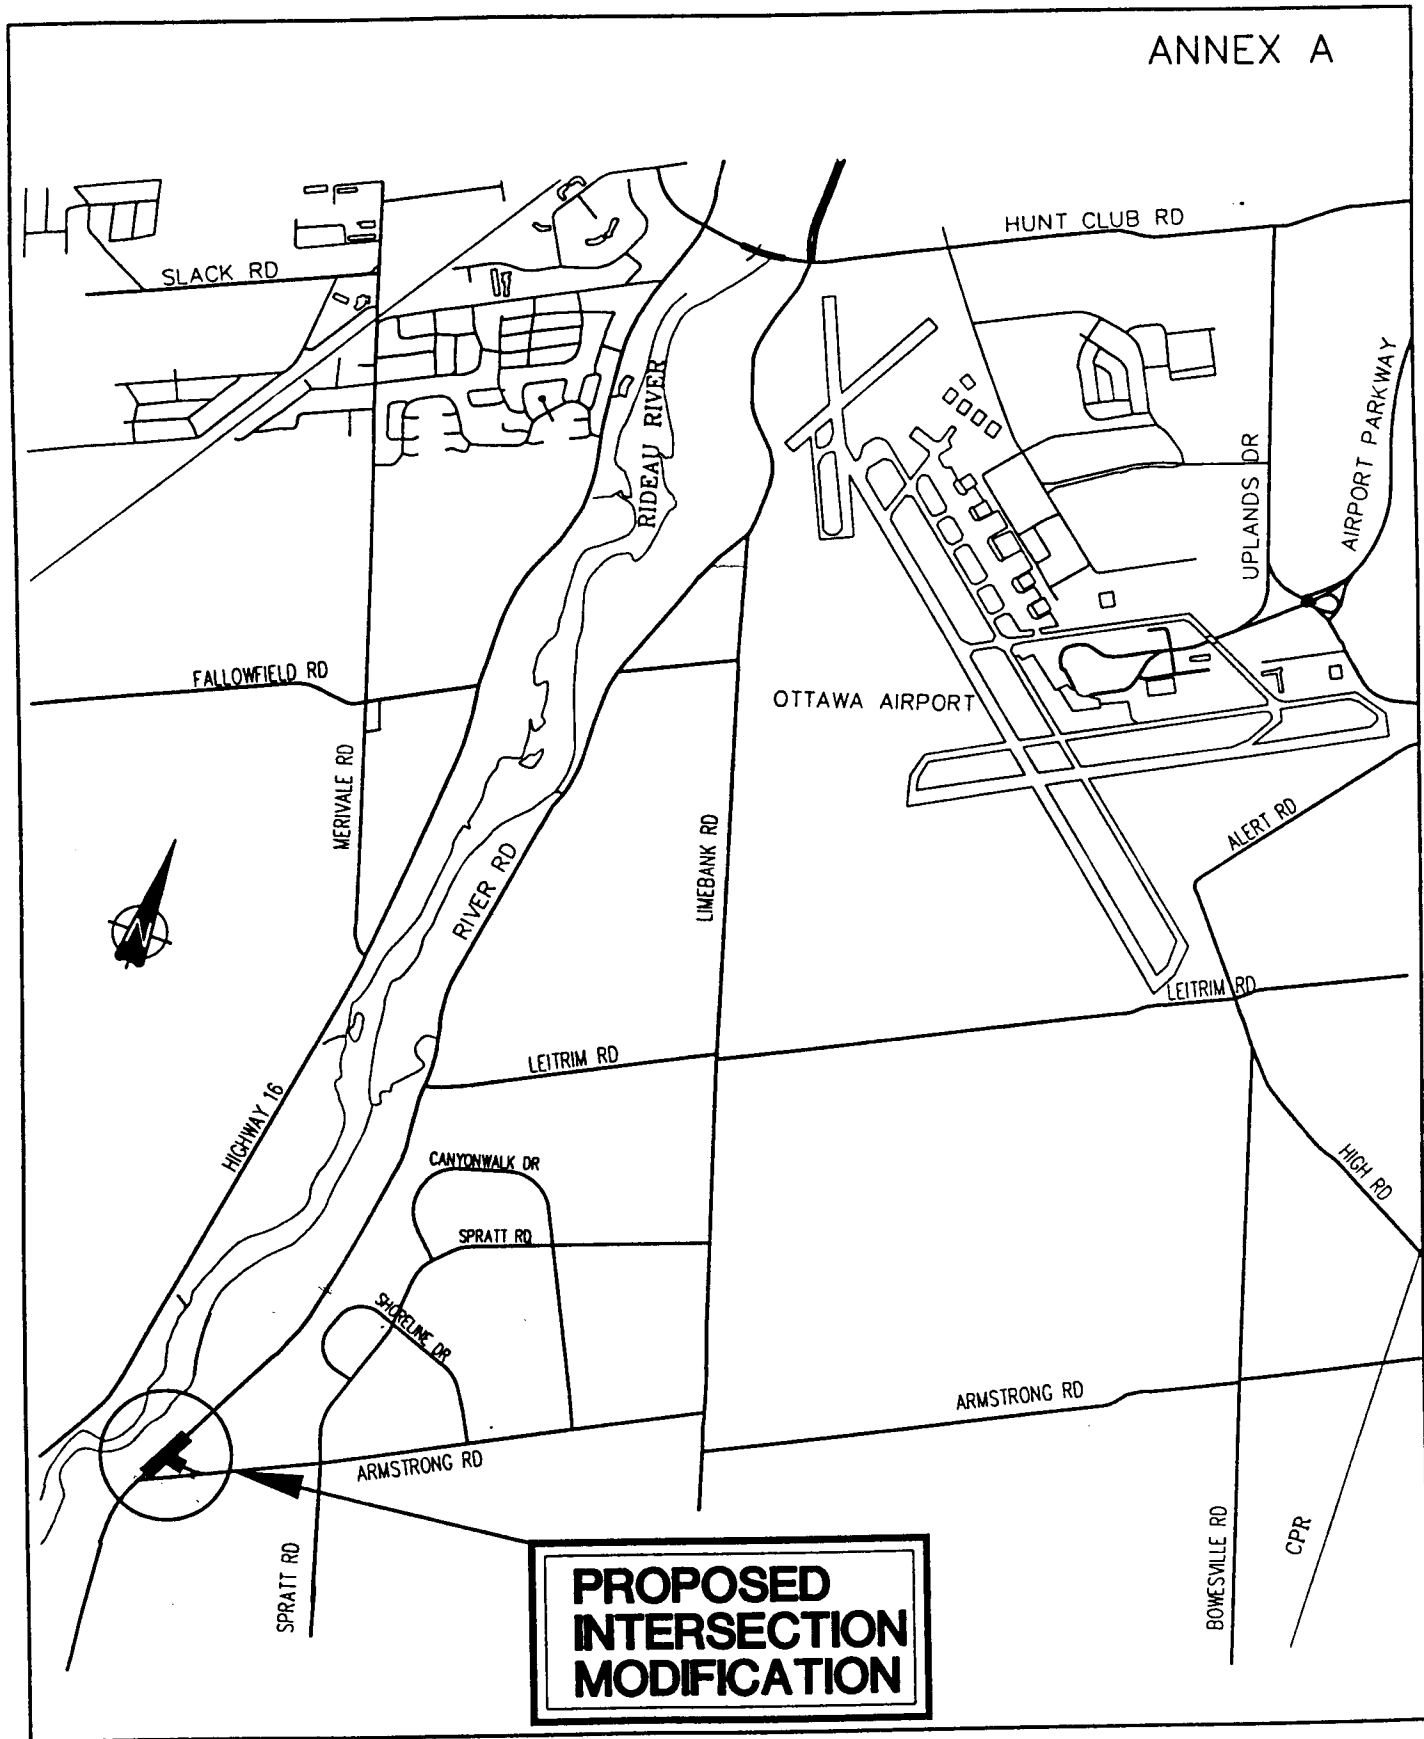 ANNEX A
HUNT CLUB RD
SLACK RD
RIDEAU RIVER
AIRPORT PARKWAY
UPLANDS DR
FALLOWFIELD RD
OTTAWA AIRPORT
MERIVALE RD
LIMEBANK RD
ALERT RD
RIVER RD
N
LEITRIM RD
LEITRIM RD
HIGHWAY 16
CANYONWALK DR
HIGH RD
SPRATT RD
SHORELINE DR
ARMSTRONG RD
ARMSTRONG RD
SPRATT RD
BOWESVILLE RD
CPR
PROPOSED
INTERSECTION
MODIFICATION